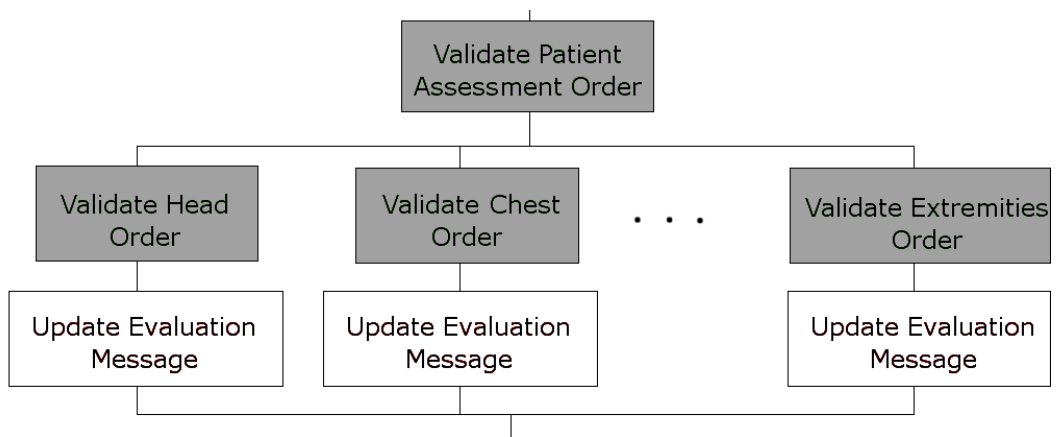 Validate Patient
Assessment Order
Validate Head
Order
Validate Chest
Order
. . .
Validate Extremities
Order
Update Evaluation
Message
Update Evaluation
Message
Update Evaluation
Message